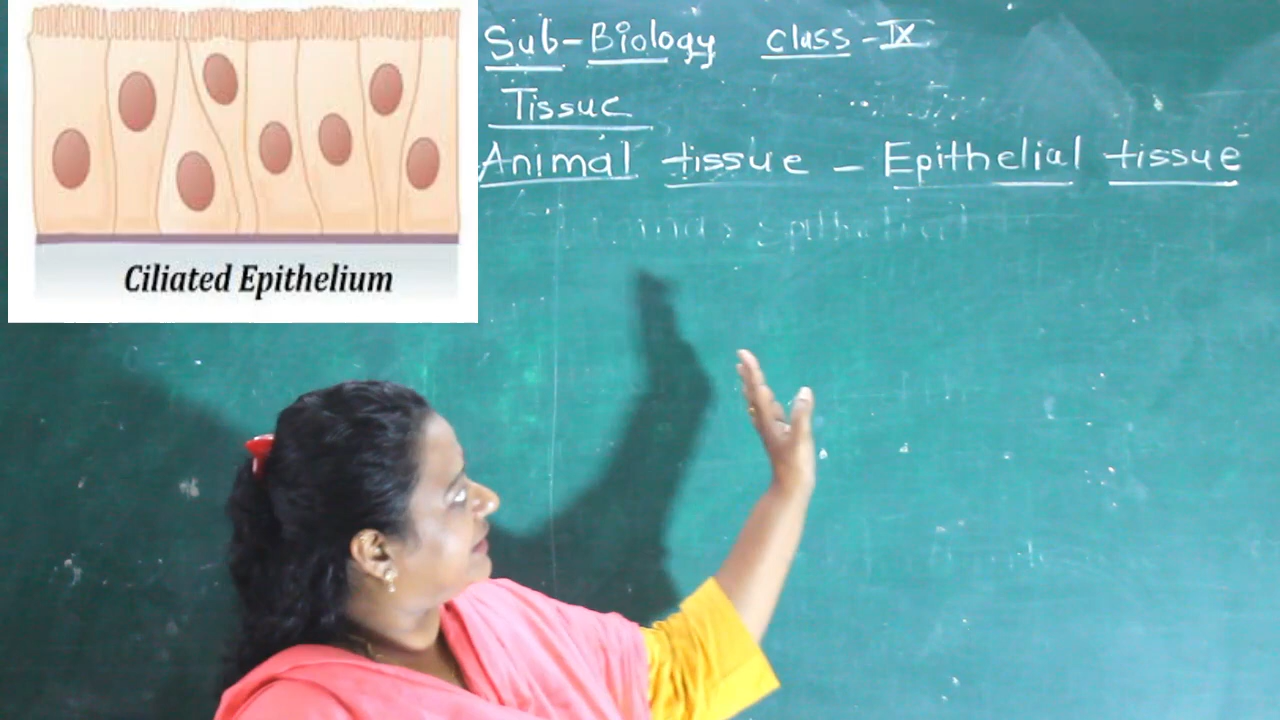 Sub-Biology class-IX
Tissue
Animal tissue - Epithelial tissue
Ciliated Epithelium